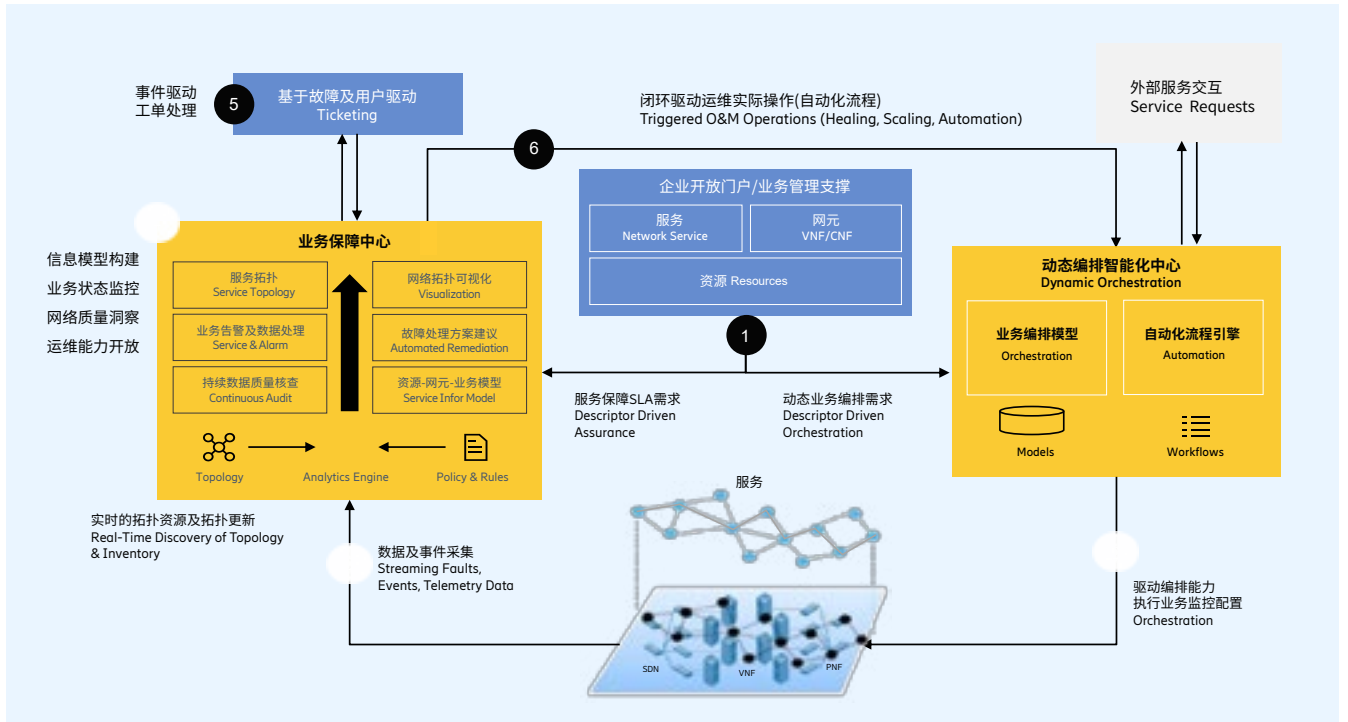 事件驱动
工单处理
5
基于故障及用户驱动
Ticketing
闭环驱动运维实际操作(自动化流程)
Triggered O&M Operations (Healing, Scaling, Automation)
6
外部服务交互
Service Requests
企业开放门户/业务管理支撑
服务
Network Service
网元
VNF/CNF
资源 Resources
1
信息模型构建
业务状态监控
网络质量洞察
运维能力开放
业务保障中心
服务拓扑
Service Topology
网络拓扑可视化
Visualization
业务告警及数据处理
Service & Alarm
故障处理方案建议
Automated Remediation
持续数据质量核查
Continuous Audit
资源-网元-业务模型
Service Infor Model
Topology
Analytics Engine
Policy & Rules
服务保障SLA需求
Descriptor Driven
Assurance
动态业务编排需求
Descriptor Driven
Orchestration
动态编排智能化中心
Dynamic Orchestration
业务编排模型
Orchestration
自动化流程引擎
Automation
Models
Workflows
实时的拓扑资源及拓扑更新
Real-Time Discovery of Topology
& Inventory
数据及事件采集
Streaming Faults,
Events, Telemetry Data
服务
SDN
VNF
PNF
驱动编排能力
执行业务监控配置
Orchestration